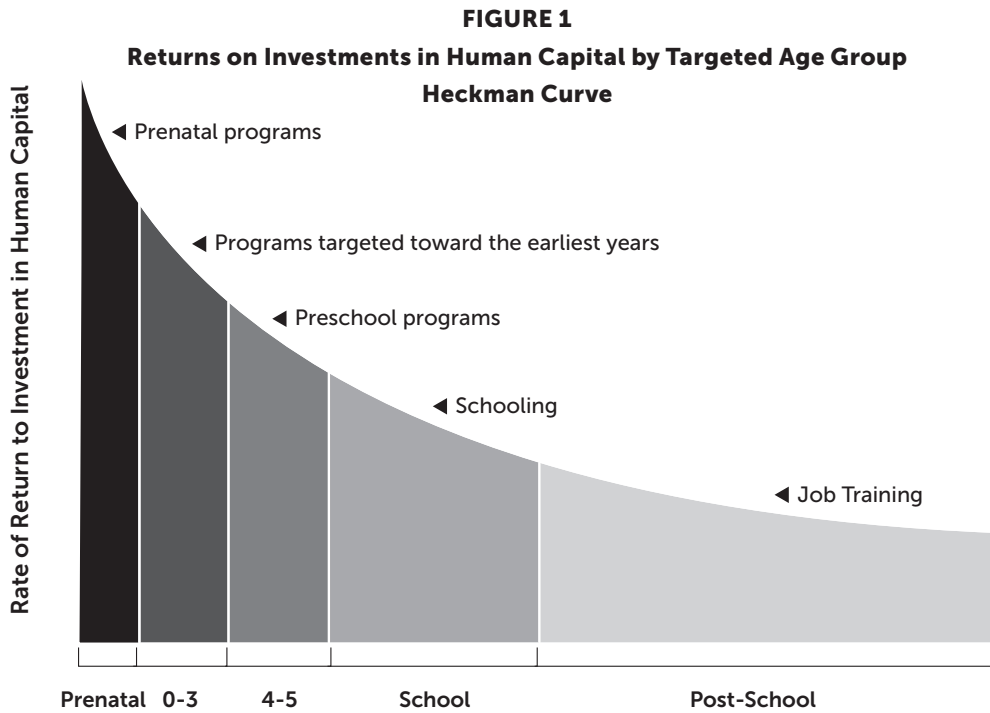 FIGURE 1
Returns on Investments in Human Capital by Targeted Age Group
Heckman Curve
Rate of Return to Investment in Human Capital
◀ Prenatal programs
◀ Programs targeted toward the earliest years
◀ Preschool programs
◀ Schooling
◀ Job Training
Prenatal 0-3 4-5 School Post-School